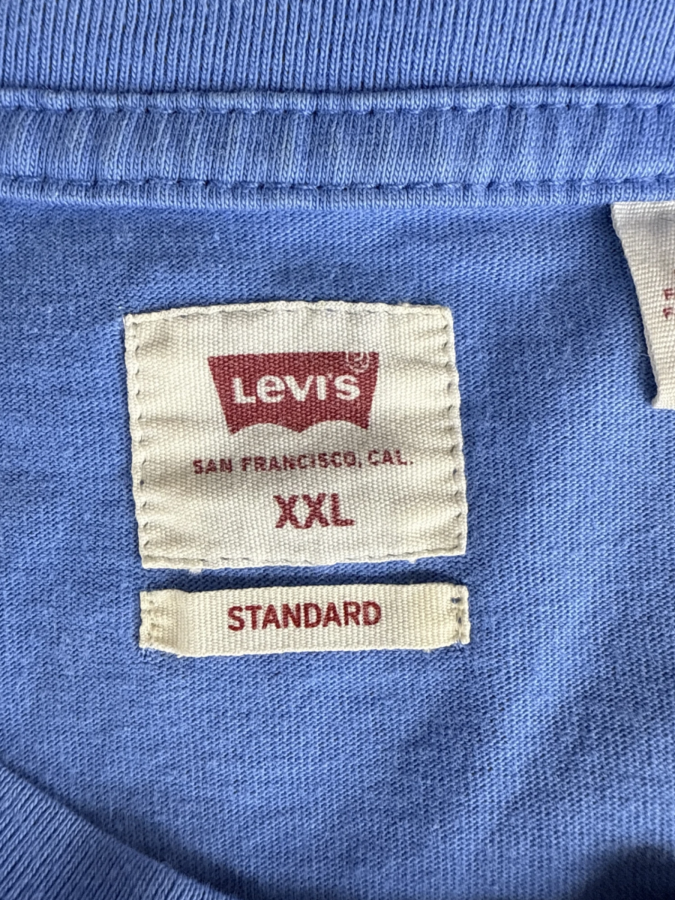 Levi's ®
SAN FRANCISCO, CAL.
XXL
STANDARD